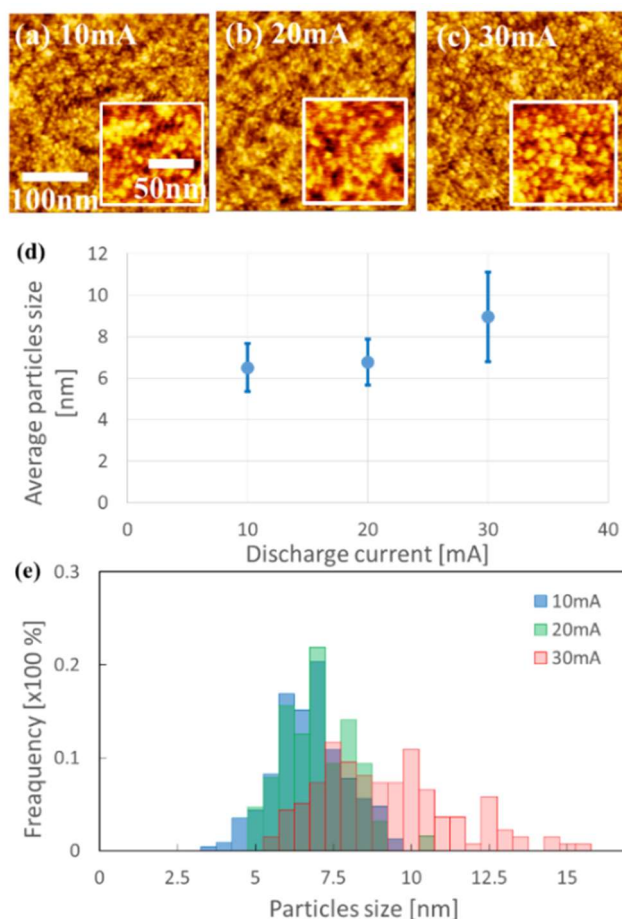 (a) 10mA
(b) 20mA
(c) 30mA
100nm
50nm
(d)
12
10
8
6
4
2
0
Average particles size
[nm]
0
10
20
30
40
Discharge current [mA]
(e)
0.3
0.2
0.1
0
Freaquency [x100 %]
10mA
20mA
30mA
0
2.5
5
7.5
10
12.5
15
Particles size [nm]